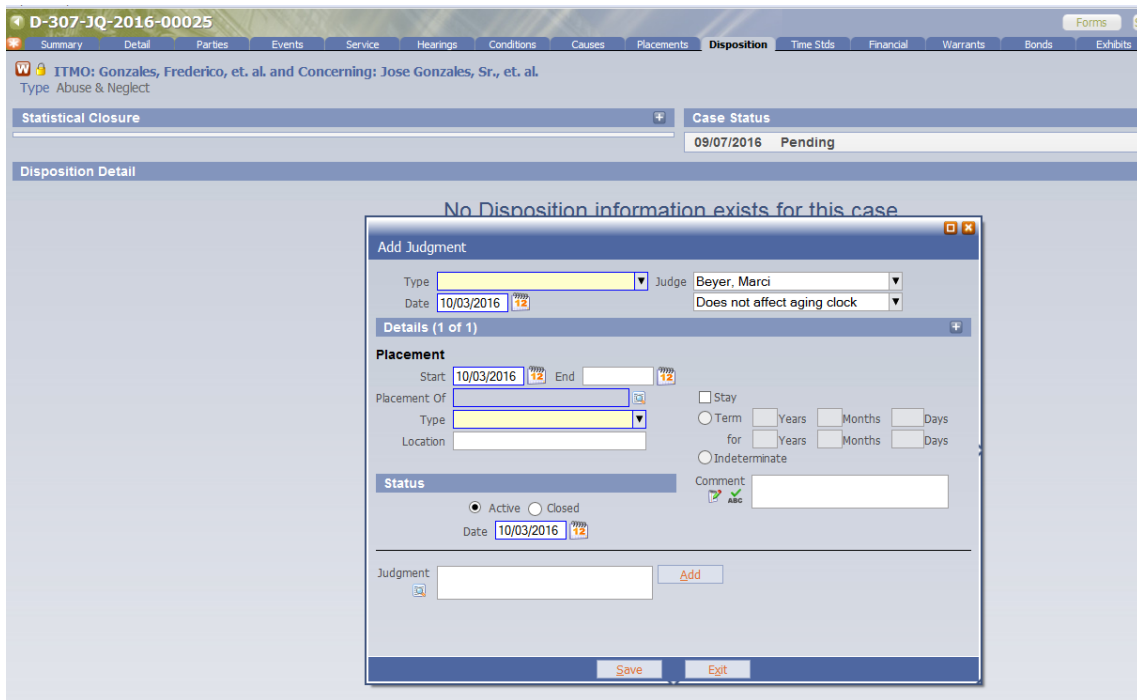 D-307-JQ-2016-00025 Forms
Summary Detail Parties Events Service Hearings Conditions Causes Placements Disposition Time Stds Financial Warrants Bonds Exhibits
W ITMO: Gonzales, Frederico, et. al. and Concerning: Jose Gonzales, Sr., et. al.
Type Abuse & Neglect
Statistical Closure
Case Status
09/07/2016 Pending
Disposition Detail
No Disposition information exists for this case
Add Judgment
Type Judge Beyer, Marci
Date 10/03/2016 12 Does not affect aging clock
Details (1 of 1)
Placement
Start 10/03/2016 12 End 12
Placement Of Stay
Type Term Years Months Days
Location for Years Months Days
Indeterminate
Status
Comment
ABC
Active Closed
Date 10/03/2016 12
Judgment Add
Save Exit